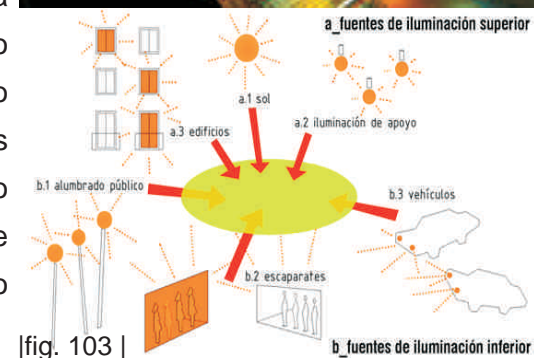 a_fuentes de iluminación superior
a.1 sol
a.2 iluminación de apoyo
a.3 edificios
b.1 alumbrado público
b.3 vehículos
b.2 escaparates
|fig. 103 |
b_fuentes de iluminación inferior